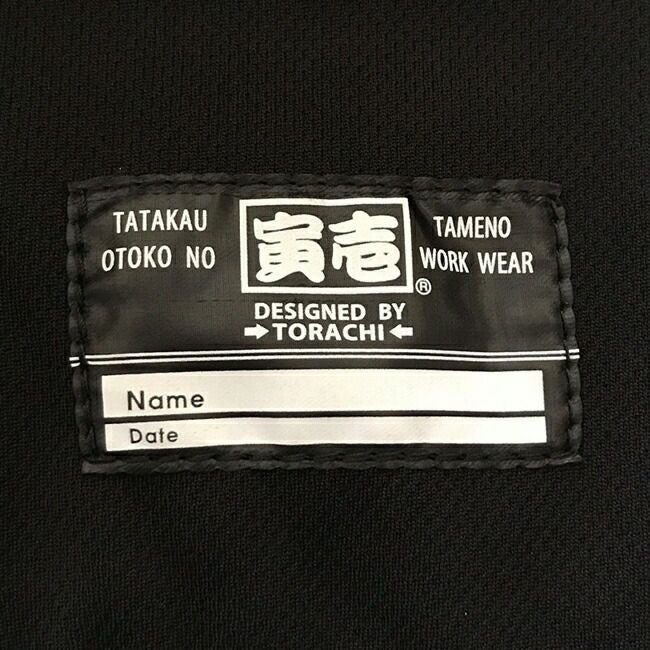 TATAKAU
OTOKO NO
寅壱®
TAMENO
WORK WEAR
DESIGNED BY
→TORACHI←
Name
Date